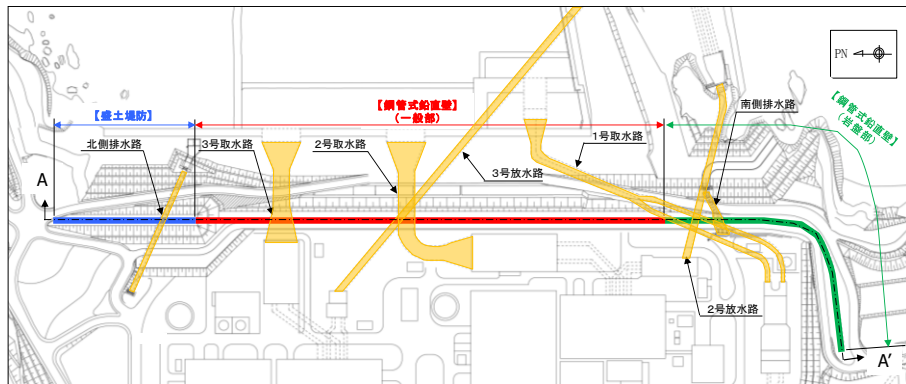 PN
【鋼管式鉛直壁】
(一般部)
【盛土堤防】
南側排水路
【鋼管式鉛直壁】
(岩盤部)
北側排水路
3号取水路
2号取水路
1号取水路
3号放水路
A
2号放水路
A'